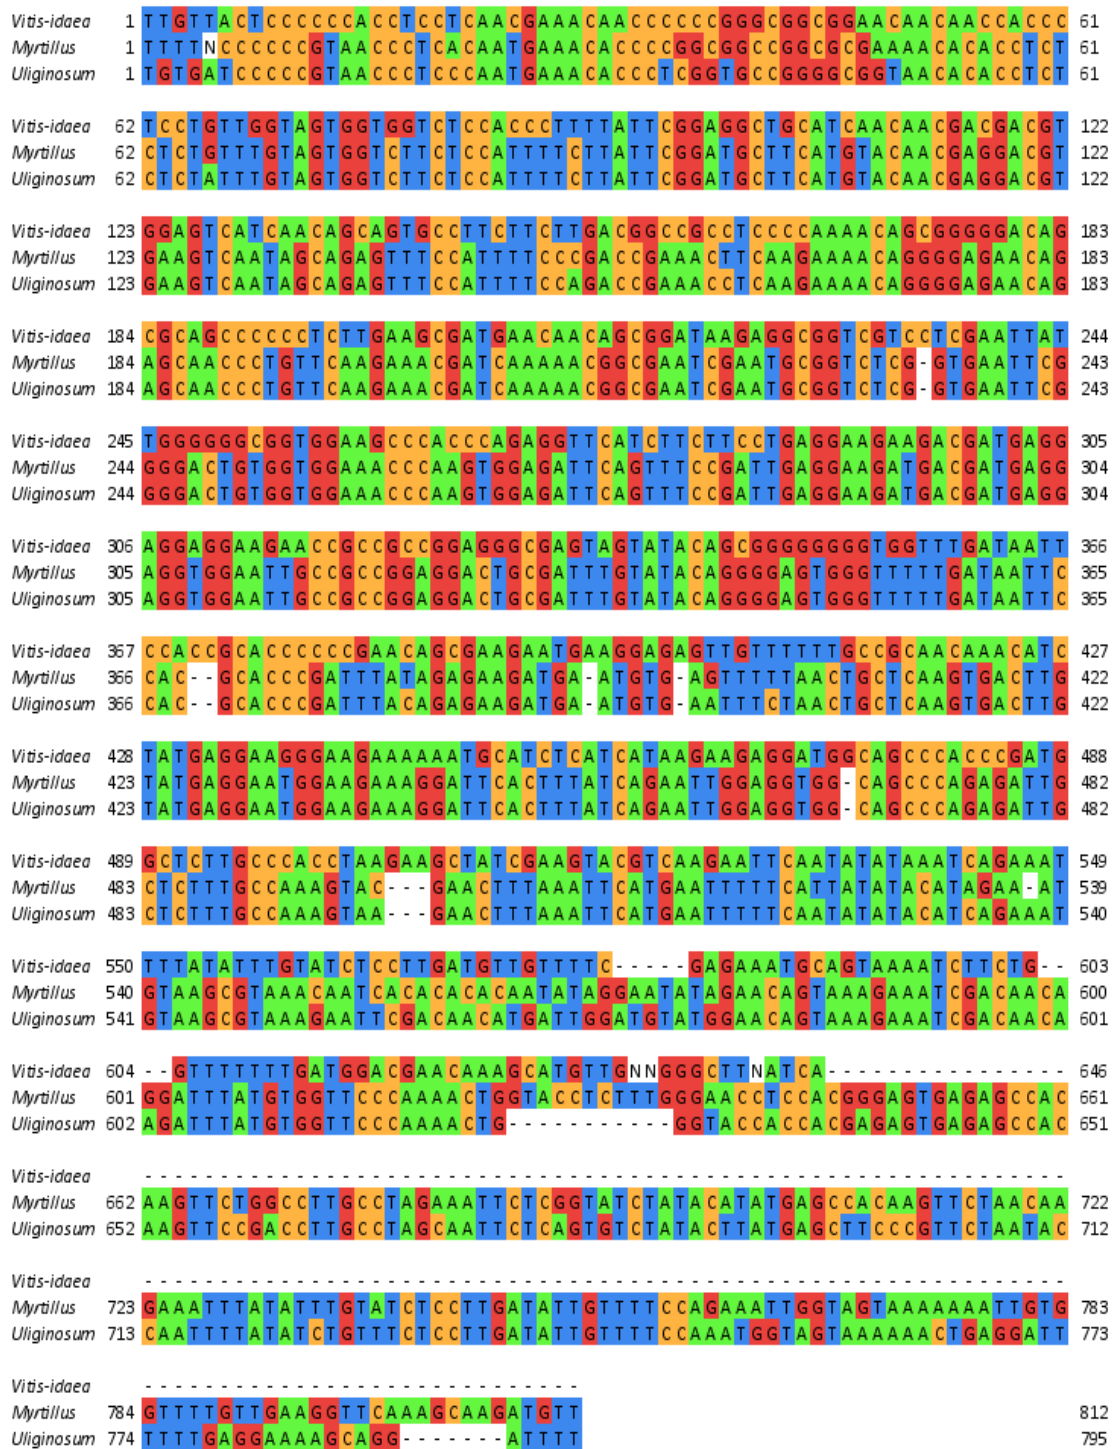 Vitis-idaea 1 TTGTTACTCCCCCCACCTCCTCAACGAAACAACCCCCCCGGGCGGCGGAACAACAACCACCC 61
Myrtillus 1 TTTTNCCCCCCGTAACCCTCACAATGAAACACCCCGGCGGCCGGCGCGAAAACACACCTCT 61
Uliginosum 1 TGTGATCCCCCGTAACCCTCCCAATGAAACACCCTCGGTGCCGGGGCGGTAACACACCTCT 61
Vitis-idaea 62 TCCTGTTGGTAGTGGTGGTCTCCACCCTTTTATTCGGAGGCTGCATCAACAACGACGACGT 122
Myrtillus 62 CTCTGTTTGTAGTGGTCTTCTCCATTTTCTTATTCGGATGCTTCATGTACAACGAGGACGT 122
Uliginosum 62 CTCTATTTGTAGTGGTCTTCTCCATTTTCTTATTCGGATGCTTCATGTACAACGAGGACGT 122
Vitis-idaea 123 GGAGTCATCAACAGCAGTGCCTTCTTCTTGACGGCCGCCTCCCCAAAACAGCGGGGGACAG 183
Myrtillus 123 GAAGTCAATAGCAGAGTTTCCATTTTCCCGACCGAAACTTCAAGAAAACAGGGGAGAACAG 183
Uliginosum 123 GAAGTCAATAGCAGAGTTTCCATTTTCCAGACCGAAACCTCAAGAAAACAGGGGAGAACAG 183
Vitis-idaea 184 CGCAGCCCCCCTCTTGAAGCGATGAACAACAGCGGATAAGAGGCGGTCGTCCTCGAATTAT 244
Myrtillus 184 AGCAACCCTGTTCAAGAAACGATCAAAAACGGCGAATCGAATGCGGTCTCG-GTGAATTCG 243
Uliginosum 184 AGCAACCCTGTTCAAGAAACGATCAAAAACGGCGAATCGAATGCGGTCTCG-GTGAATTCG 243
Vitis-idaea 245 TGGGGGGCGGTGGAAGCCCACCCAGAGGTTCATCTTCTTCCTGAGGAAGAAGACGATGAGG 305
Myrtillus 244 GGGACTGTGGTGGAAACCCAAGTGGAGATTCAGTTTCCGATTGAGGAAGATGACGATGAGG 304
Uliginosum 244 GGGACTGTGGTGGAAACCCAAGTGGAGATTCAGTTTCCGATTGAGGAAGATGACGATGAGG 304
Vitis-idaea 306 AGGAGGAAGAACCGCCGCCGGAGGGCGAGTAGTATACAGCGGGGGGGGTGGTTTGATAATT 366
Myrtillus 305 AGGTGGAATTGCCGCCGGAGGACTGCGATTTGTATACAGGGGAGTGGGTTTTTGATAATTC 365
Uliginosum 305 AGGTGGAATTGCCGCCGGAGGACTGCGATTTGTATACAGGGGAGTGGGTTTTTGATAATTC 365
Vitis-idaea 367 CCACCGCACCCCCCGAACAGCGAAGAATGAAGGAGAGTTGTTTTTTGCCGCAACAAACATC 427
Myrtillus 366 CAC--GCACCCGATTTATAGAGAAGATGA-ATGTG-AGTTTTTAACTGCTCAAGTGACTTG 422
Uliginosum 366 CAC--GCACCCGATTTACAGAGAAGATGA-ATGTG-AATTTCTAACTGCTCAAGTGACTTG 422
Vitis-idaea 428 TATGAGGAAGGGAAGAAAAAATGCATCTCATCATAAGAAGAGGATGGCAGCCCACCCGATG 488
Myrtillus 423 TATGAGGAATGGAAGAAAGGATTCACTTTATCAGAATTGGAGGTGG-CAGCCCAGAGATTG 482
Uliginosum 423 TATGAGGAATGGAAGAAAGGATTCACTTTATCAGAATTGGAGGTGG-CAGCCCAGAGATTG 482
Vitis-idaea 489 GCTCTTGCCCACCTAAGAAGCTATCGAAGTACGTCAAGAATTCAATATATAAATCAGAAAT 549
Myrtillus 483 CTCTTTGCCAAAGTAC---GAACTTTAAATTCATGAATTTTTCATTATATACATAGAA-AT 539
Uliginosum 483 CTCTTTGCCAAAGTAA---GAACTTTAAATTCATGAATTTTTCAATATATACATCAGAAAT 540
Vitis-idaea 550 TTTATATTTGTATCTCCTTGATGTTGTTTTC-----GAGAAATGCAGTAAAATCTTCTG-- 603
Myrtillus 540 GTAAGCGTAAACAATCACACACACAATATAGGAATATAGAACAGTAAAGAAATCGACAACA 600
Uliginosum 541 GTAAGCGTAAAGAATTCGACAACATGATTGGATGTATGGAACAGTAAAGAAATCGACAACA 601
Vitis-idaea 604 --GTTTTTTTGATGGACGAACAAAGCATGTTGNNGGGCTTNATCA---------------- 646
Myrtillus 601 GGATTTATGTGGTTCCCAAAACTGGTACCTCTTTGGGAACCTCCACGGGAGTGAGAGCCAC 661
Uliginosum 602 AGATTTATGTGGTTCCCAAAACTG-----------GGTACCACCACGAGAGTGAGAGCCAC 651
Vitis-idaea -------------------------------------------------------------
Myrtillus 662 AAGTTCTGGCCTTGCCTAGAAATTCTCGGTATCTATACATATGAGCCACAAGTTCTAACAA 722
Uliginosum 652 AAGTTCCGACCTTGCCTAGCAATTCTCAGTGTCTATACTTATGAGCTTCCCGTTCTAATAC 712
Vitis-idaea -------------------------------------------------------------
Myrtillus 723 GAAATTTATATTTGTATCTCCTTGATATTGTTTTCCAGAAATTGGTAGTAAAAAAATTGTG 783
Uliginosum 713 CAATTTTATATCTGTTTCTCCTTGATATTGTTTTCCAAATGGTAGTAAAAAACTGAGGATT 773
Vitis-idaea -----------------------------
Myrtillus 784 GTTTTGTTGAAGGTTCAAAGCAAGATGTT 812
Uliginosum 774 TTTTGAGGAAAAGCAGG-------ATTTT 795